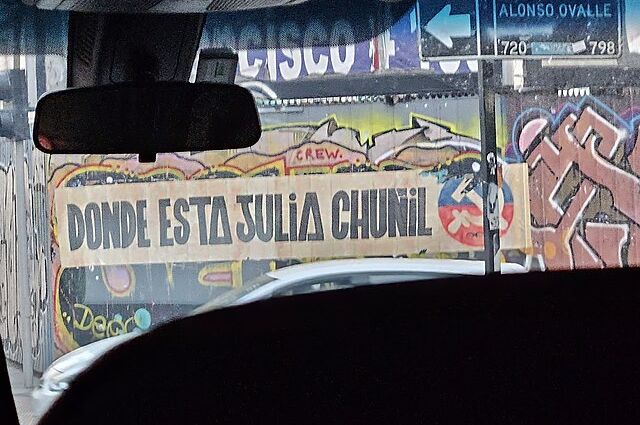 ALONSO OVALLE
720 798
CISCO
CREW.
DONDE ESTA JULIA CHUÑIL